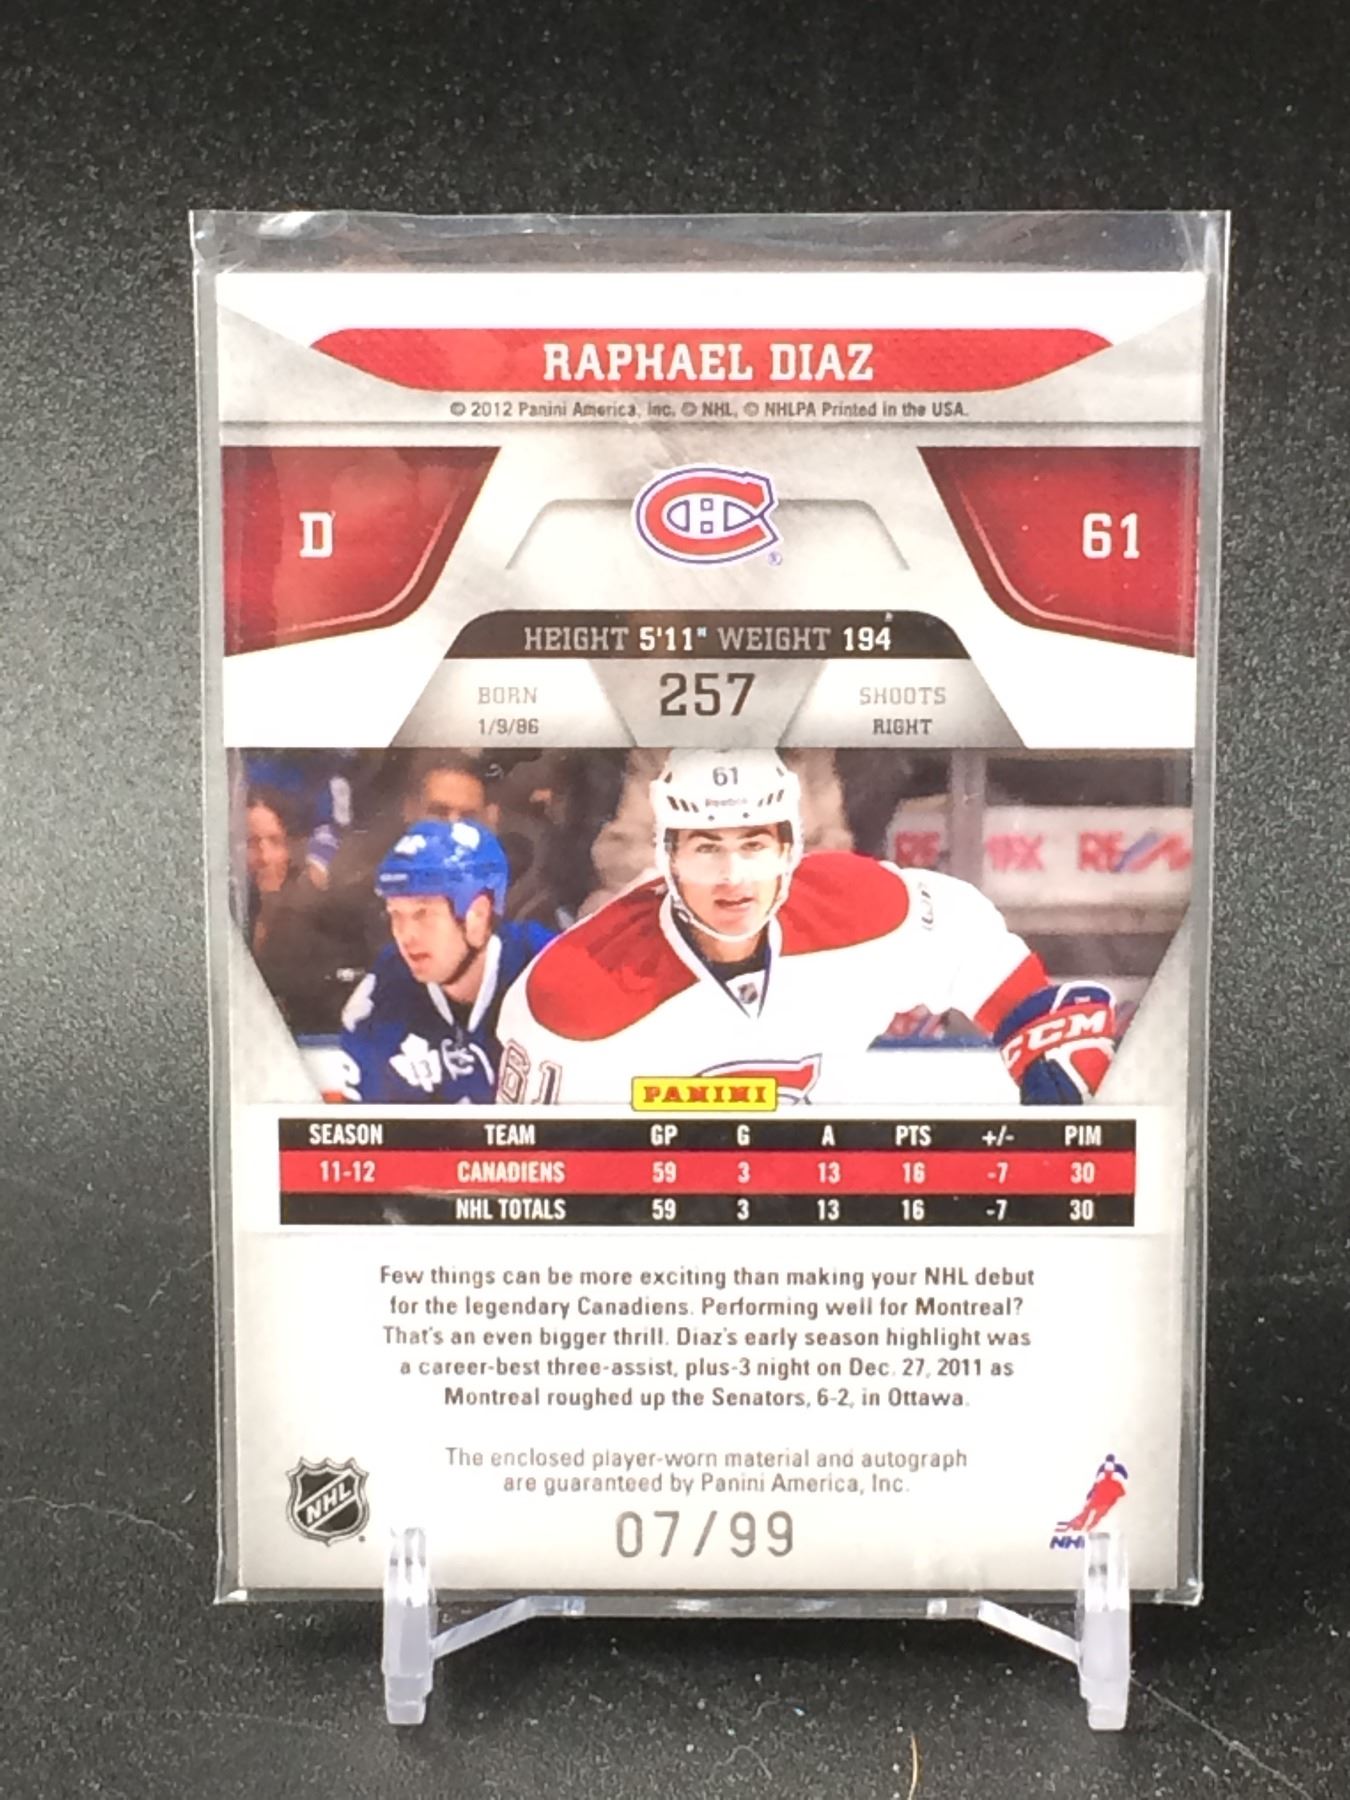 RAPHAEL DIAZ
© 2012 Panini America, Inc. © NHL, © NHLPA Printed in the USA.
D
61
HEIGHT 5'11" WEIGHT 194
BORN
1/9/86
257
SHOOTS
RIGHT
61
Reebok
RE/MAX RE/M
61
CCM
61
PANINI
SEASON TEAM GP G A PTS +/- PIM
11-12 CANADIENS 59 3 13 16 -7 30
NHL TOTALS 59 3 13 16 -7 30
Few things can be more exciting than making your NHL debut
for the legendary Canadiens. Performing well for Montreal?
That's an even bigger thrill. Diaz's early season highlight was
a career-best three-assist, plus-3 night on Dec. 27, 2011 as
Montreal roughed up the Senators, 6-2, in Ottawa.
The enclosed player-worn material and autograph
are guaranteed by Panini America, Inc.
NHL
07/99